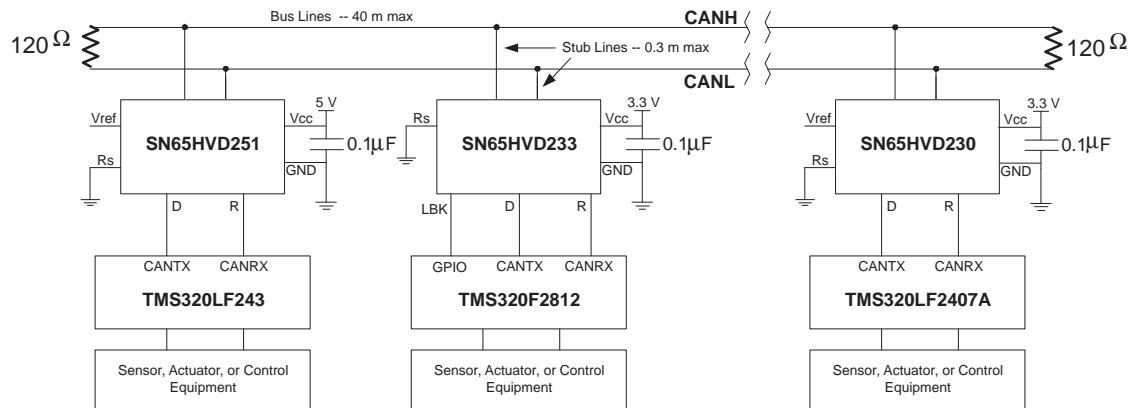 Bus Lines -- 40 m max
CANH
120 Ω
Stub Lines -- 0.3 m max
120 Ω
CANL
5 V
Vref
Vcc
SN65HVD251
0.1μF
Rs
GND
D
R
3.3 V
Rs
Vcc
SN65HVD233
0.1μF
GND
LBK
D
R
3.3 V
Vref
Vcc
SN65HVD230
0.1μF
Rs
GND
D
R
CANTX
CANRX
TMS320LF243
GPIO
CANTX
CANRX
TMS320F2812
CANTX
CANRX
TMS320LF2407A
Sensor, Actuator, or Control
Equipment
Sensor, Actuator, or Control
Equipment
Sensor, Actuator, or Control
Equipment